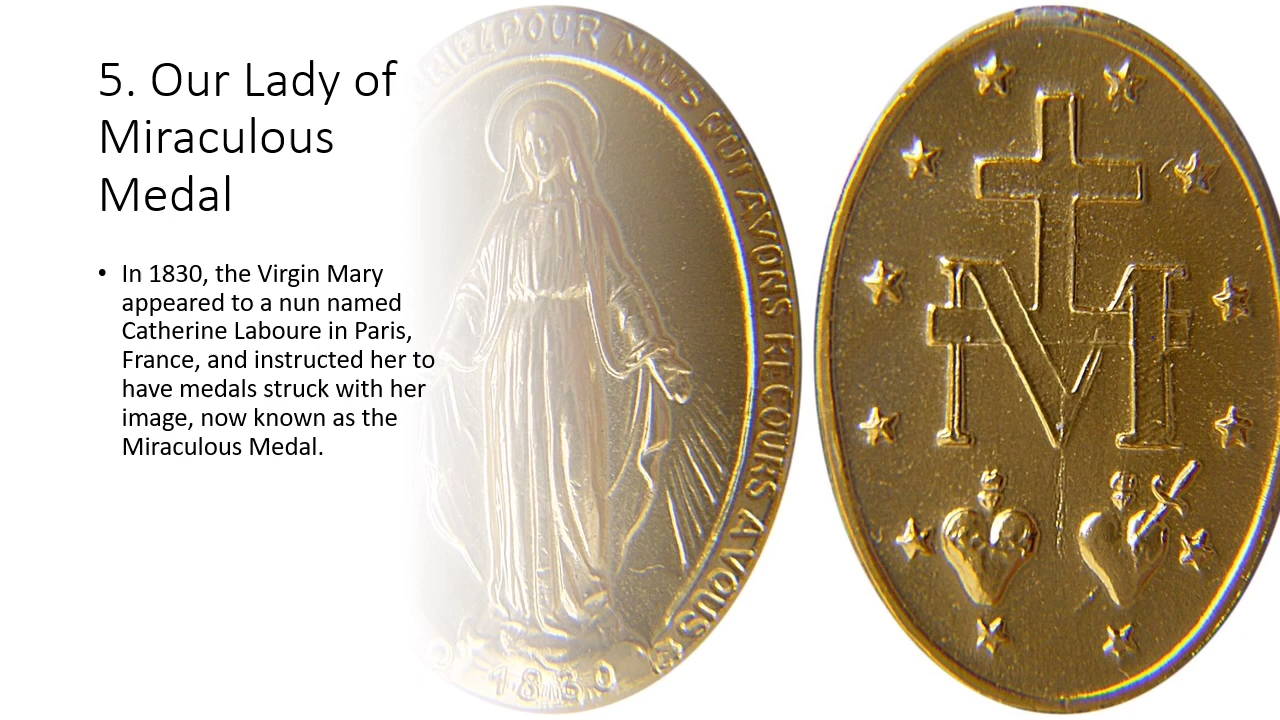 5. Our Lady of
Miraculous
Medal
• In 1830, the Virgin Mary
appeared to a nun named
Catherine Laboure in Paris,
France, and instructed her to
have medals struck with her
image, now known as the
Miraculous Medal.
POUR NOUS QUI AVONS RECOURS A VOUS
1830
M